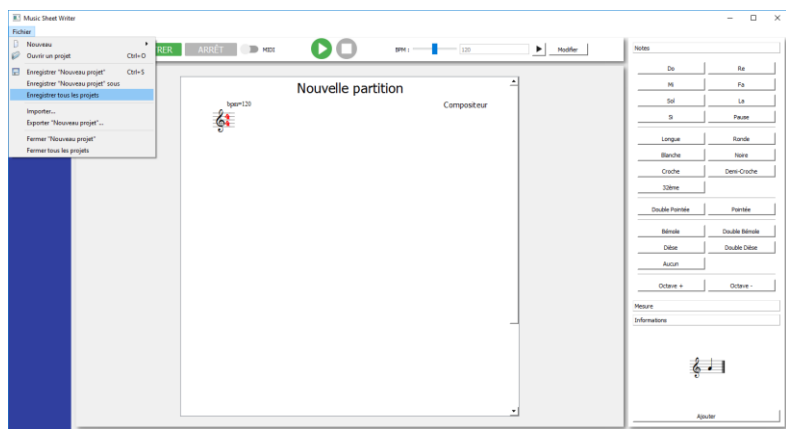 Music Sheet Writer
Fichier
Nouveau
Ouvrir un projet Ctrl+O
Enregistrer "Nouveau projet" Ctrl+S
Enregistrer "Nouveau projet" sous
Enregistrer tous les projets
Importer...
Exporter "Nouveau projet"...
Fermer "Nouveau projet"
Fermer tous les projets
RER ARRÊT MIDI BPM : 120 Modifier
Nouvelle partition
bpm=120
Compositeur
Notes
Do Re
Mi Fa
Sol La
Si Pause
Longue Ronde
Blanche Noire
Croche Demi-Croche
32ème
Double Pointée Pointée
Bémole Double Bémole
Dièse Double Dièse
Aucun
Octave + Octave -
Mesure
Informations
Ajouter